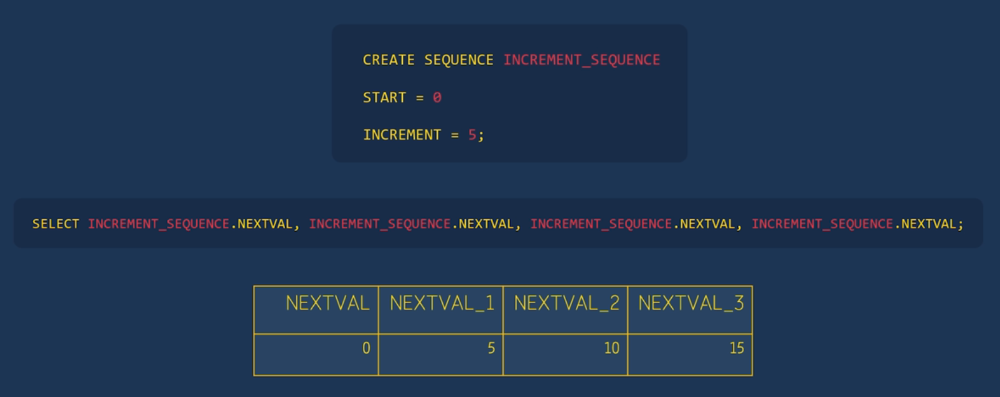 CREATE SEQUENCE INCREMENT_SEQUENCE
START = 0
INCREMENT = 5;
SELECT INCREMENT_SEQUENCE.NEXTVAL, INCREMENT_SEQUENCE.NEXTVAL, INCREMENT_SEQUENCE.NEXTVAL, INCREMENT_SEQUENCE.NEXTVAL;
NEXTVAL NEXTVAL_1 NEXTVAL_2 NEXTVAL_3
0 5 10 15